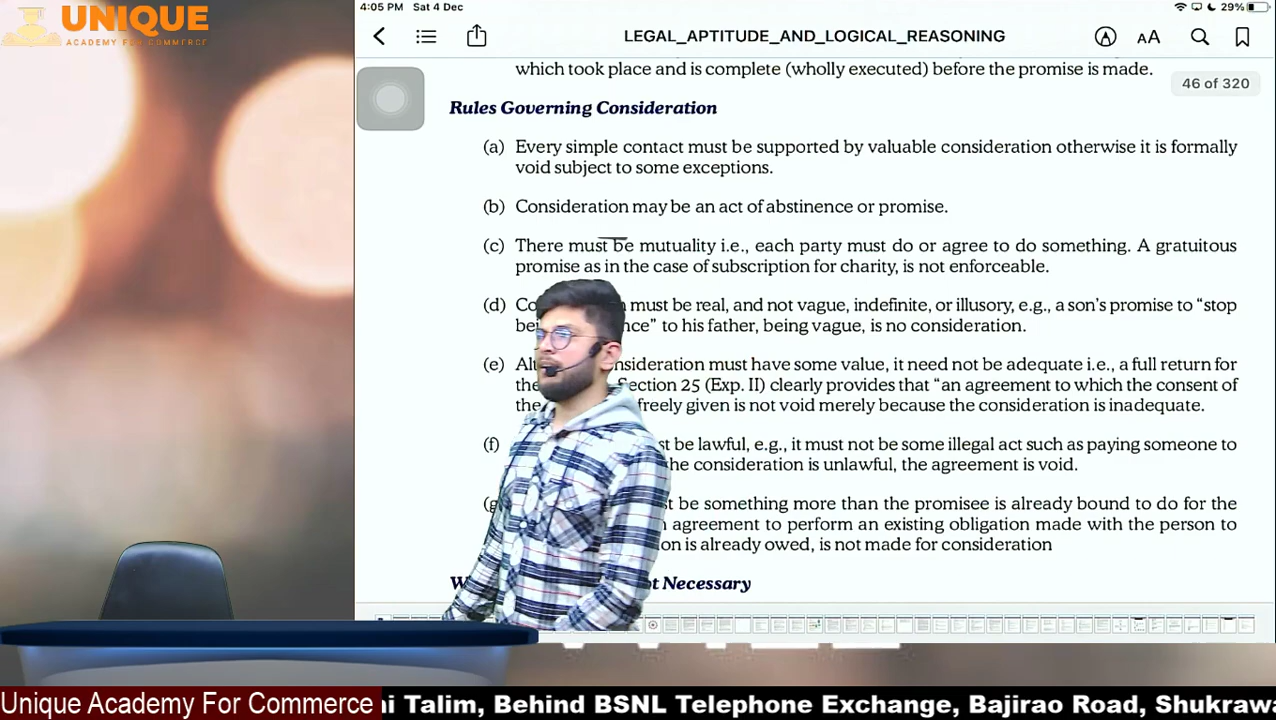 4:05 PM Sat 4 Dec
29%
UNIQUE
ACADEMY FOR COMMERCE
LEGAL_APTITUDE_AND_LOGICAL_REASONING
AA
which took place and is complete (wholly executed) before the promise is made.
46 of 320
Rules Governing Consideration
(a) Every simple contact must be supported by valuable consideration otherwise it is formally
void subject to some exceptions.
(b) Consideration may be an act of abstinence or promise.
(c) There must be mutuality i.e., each party must do or agree to do something. A gratuitous
promise as in the case of subscription for charity, is not enforceable.
(d) must be real, and not vague, indefinite, or illusory, e.g., a son's promise to "stop
to his father, being vague, is no consideration.
(e) must have some value, it need not be adequate i.e., a full return for
the Section 25 (Exp. II) clearly provides that "an agreement to which the consent of
the freely given is not void merely because the consideration is inadequate.
(f) be lawful, e.g., it must not be some illegal act such as paying someone to
the consideration is unlawful, the agreement is void.
be something more than the promisee is already bound to do for the
agreement to perform an existing obligation made with the person to
is already owed, is not made for consideration
Necessary
Unique Academy For Commerce
Talim, Behind BSNL Telephone Exchange, Bajirao Road,